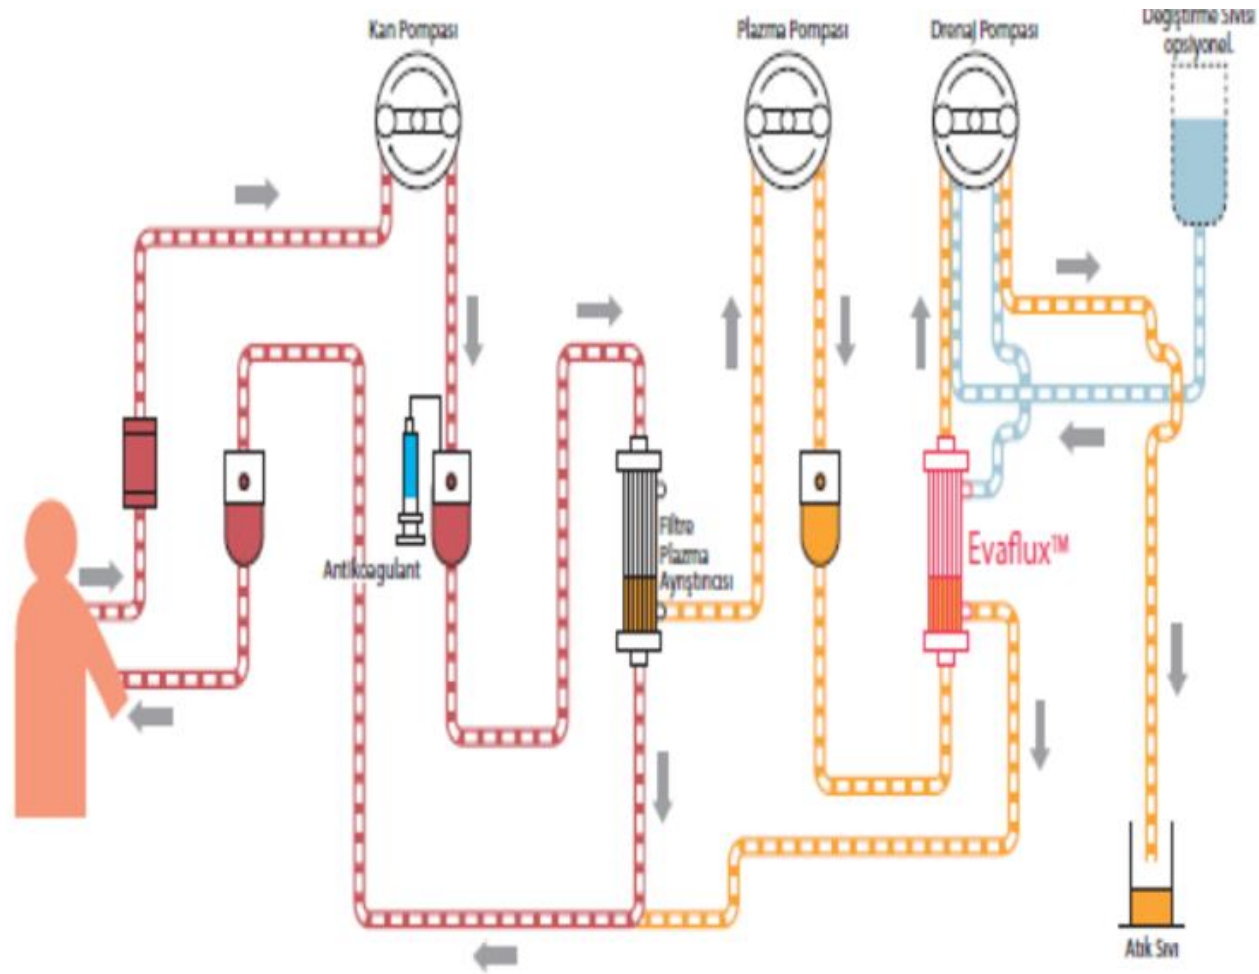 Kan Pompası
Plazma Pompası
Drenaj Pompası
Değiştirme Sıvısı
opsiyonel.
Antikoagulant
Filtre
Plazma
Ayrıştırıcısı
Evaflux™
Atık Sıvı